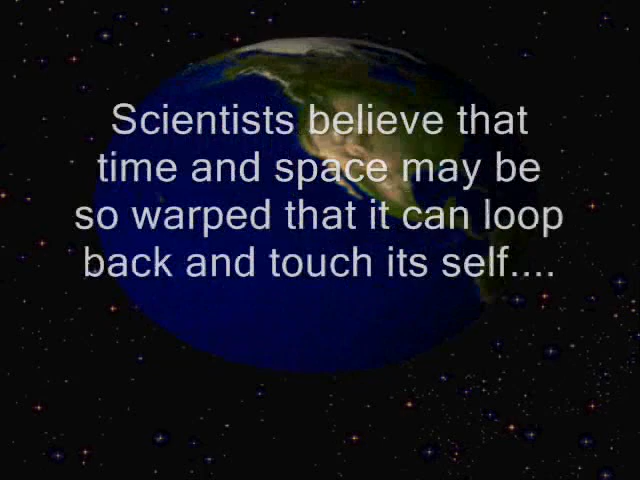 Scientists believe that
time and space may be
so warped that it can loop
back and touch its self....